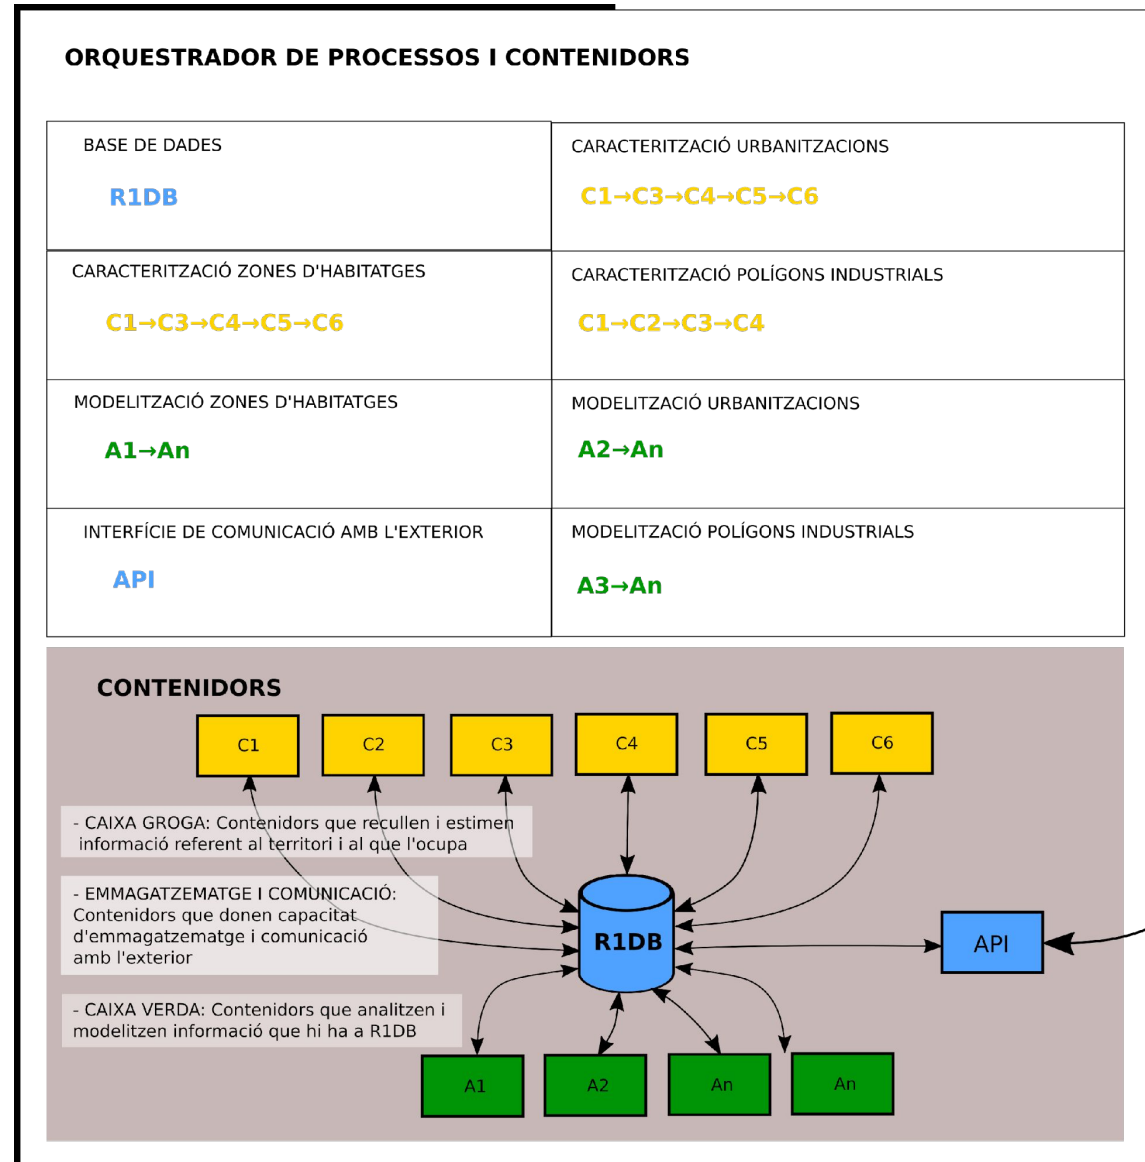 ORQUESTRADOR DE PROCESSOS I CONTENIDORS
BASE DE DADES
R1DB
CARACTERITZACIÓ URBANITZACIONS
C1→C3→C4→C5→C6
CARACTERITZACIÓ ZONES D'HABITATGES
C1→C3→C4→C5→C6
CARACTERITZACIÓ POLÍGONS INDUSTRIALS
C1→C2→C3→C4
MODELITZACIÓ ZONES D'HABITATGES
A1→An
MODELITZACIÓ URBANITZACIONS
A2→An
INTERFÍCIE DE COMUNICACIÓ AMB L'EXTERIOR
API
MODELITZACIÓ POLÍGONS INDUSTRIALS
A3→An
CONTENIDORS
C1
C2
C3
C4
C5
C6
- CAIXA GROGA: Contenidors que recullen i estimen
informació referent al territori i al que l'ocupa
- EMMAGATZEMATGE I COMUNICACIÓ:
Contenidors que donen capacitat
d'emmagatzematge i comunicació
amb l'exterior
- CAIXA VERDA: Contenidors que analitzen i
modelitzen informació que hi ha a R1DB
R1DB
API
A1
A2
An
An